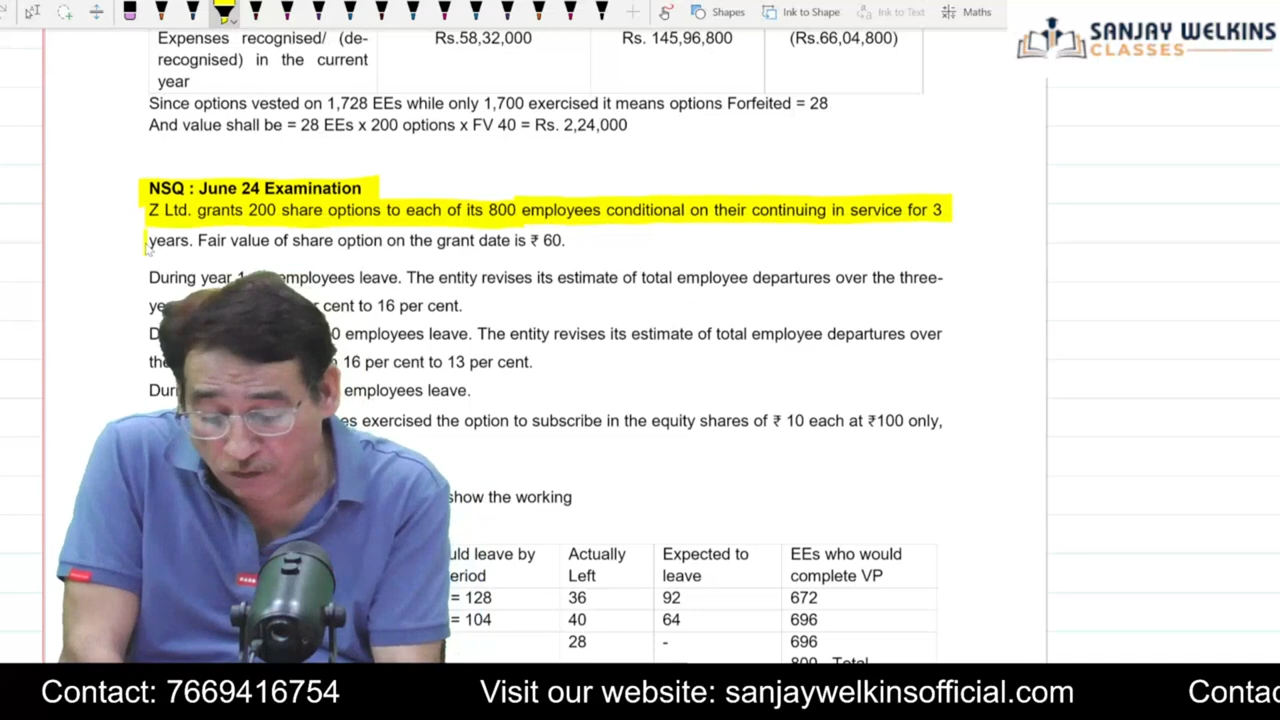 Shapes
Ink to Shape
Ink to Text
Maths
SANJAY WELKINS
CLASSES
Expenses recognised/ (de-
recognised) in the current
year
Rs.58,32,000
Rs. 145,96,800
(Rs.66,04,800)
Since options vested on 1,728 EEs while only 1,700 exercised it means options Forfeited = 28
And value shall be = 28 EEs x 200 options x FV 40 = Rs. 2,24,000
NSQ : June 24 Examination
Z Ltd. grants 200 share options to each of its 800 employees conditional on their continuing in service for 3
years. Fair value of share option on the grant date is ₹ 60.
During year employees leave. The entity revises its estimate of total employee departures over the three-
cent to 16 per cent.
employees leave. The entity revises its estimate of total employee departures over
16 per cent to 13 per cent.
employees leave.
exercised the option to subscribe in the equity shares of ₹ 10 each at ₹100 only,
show the working
leave by
Actually
Left
Expected to
leave
EEs who would
complete VP
= 128 36 92 672
= 104 40 64 696
28 - 696
Contact: 7669416754
Visit our website: sanjaywelkinsofficial.com